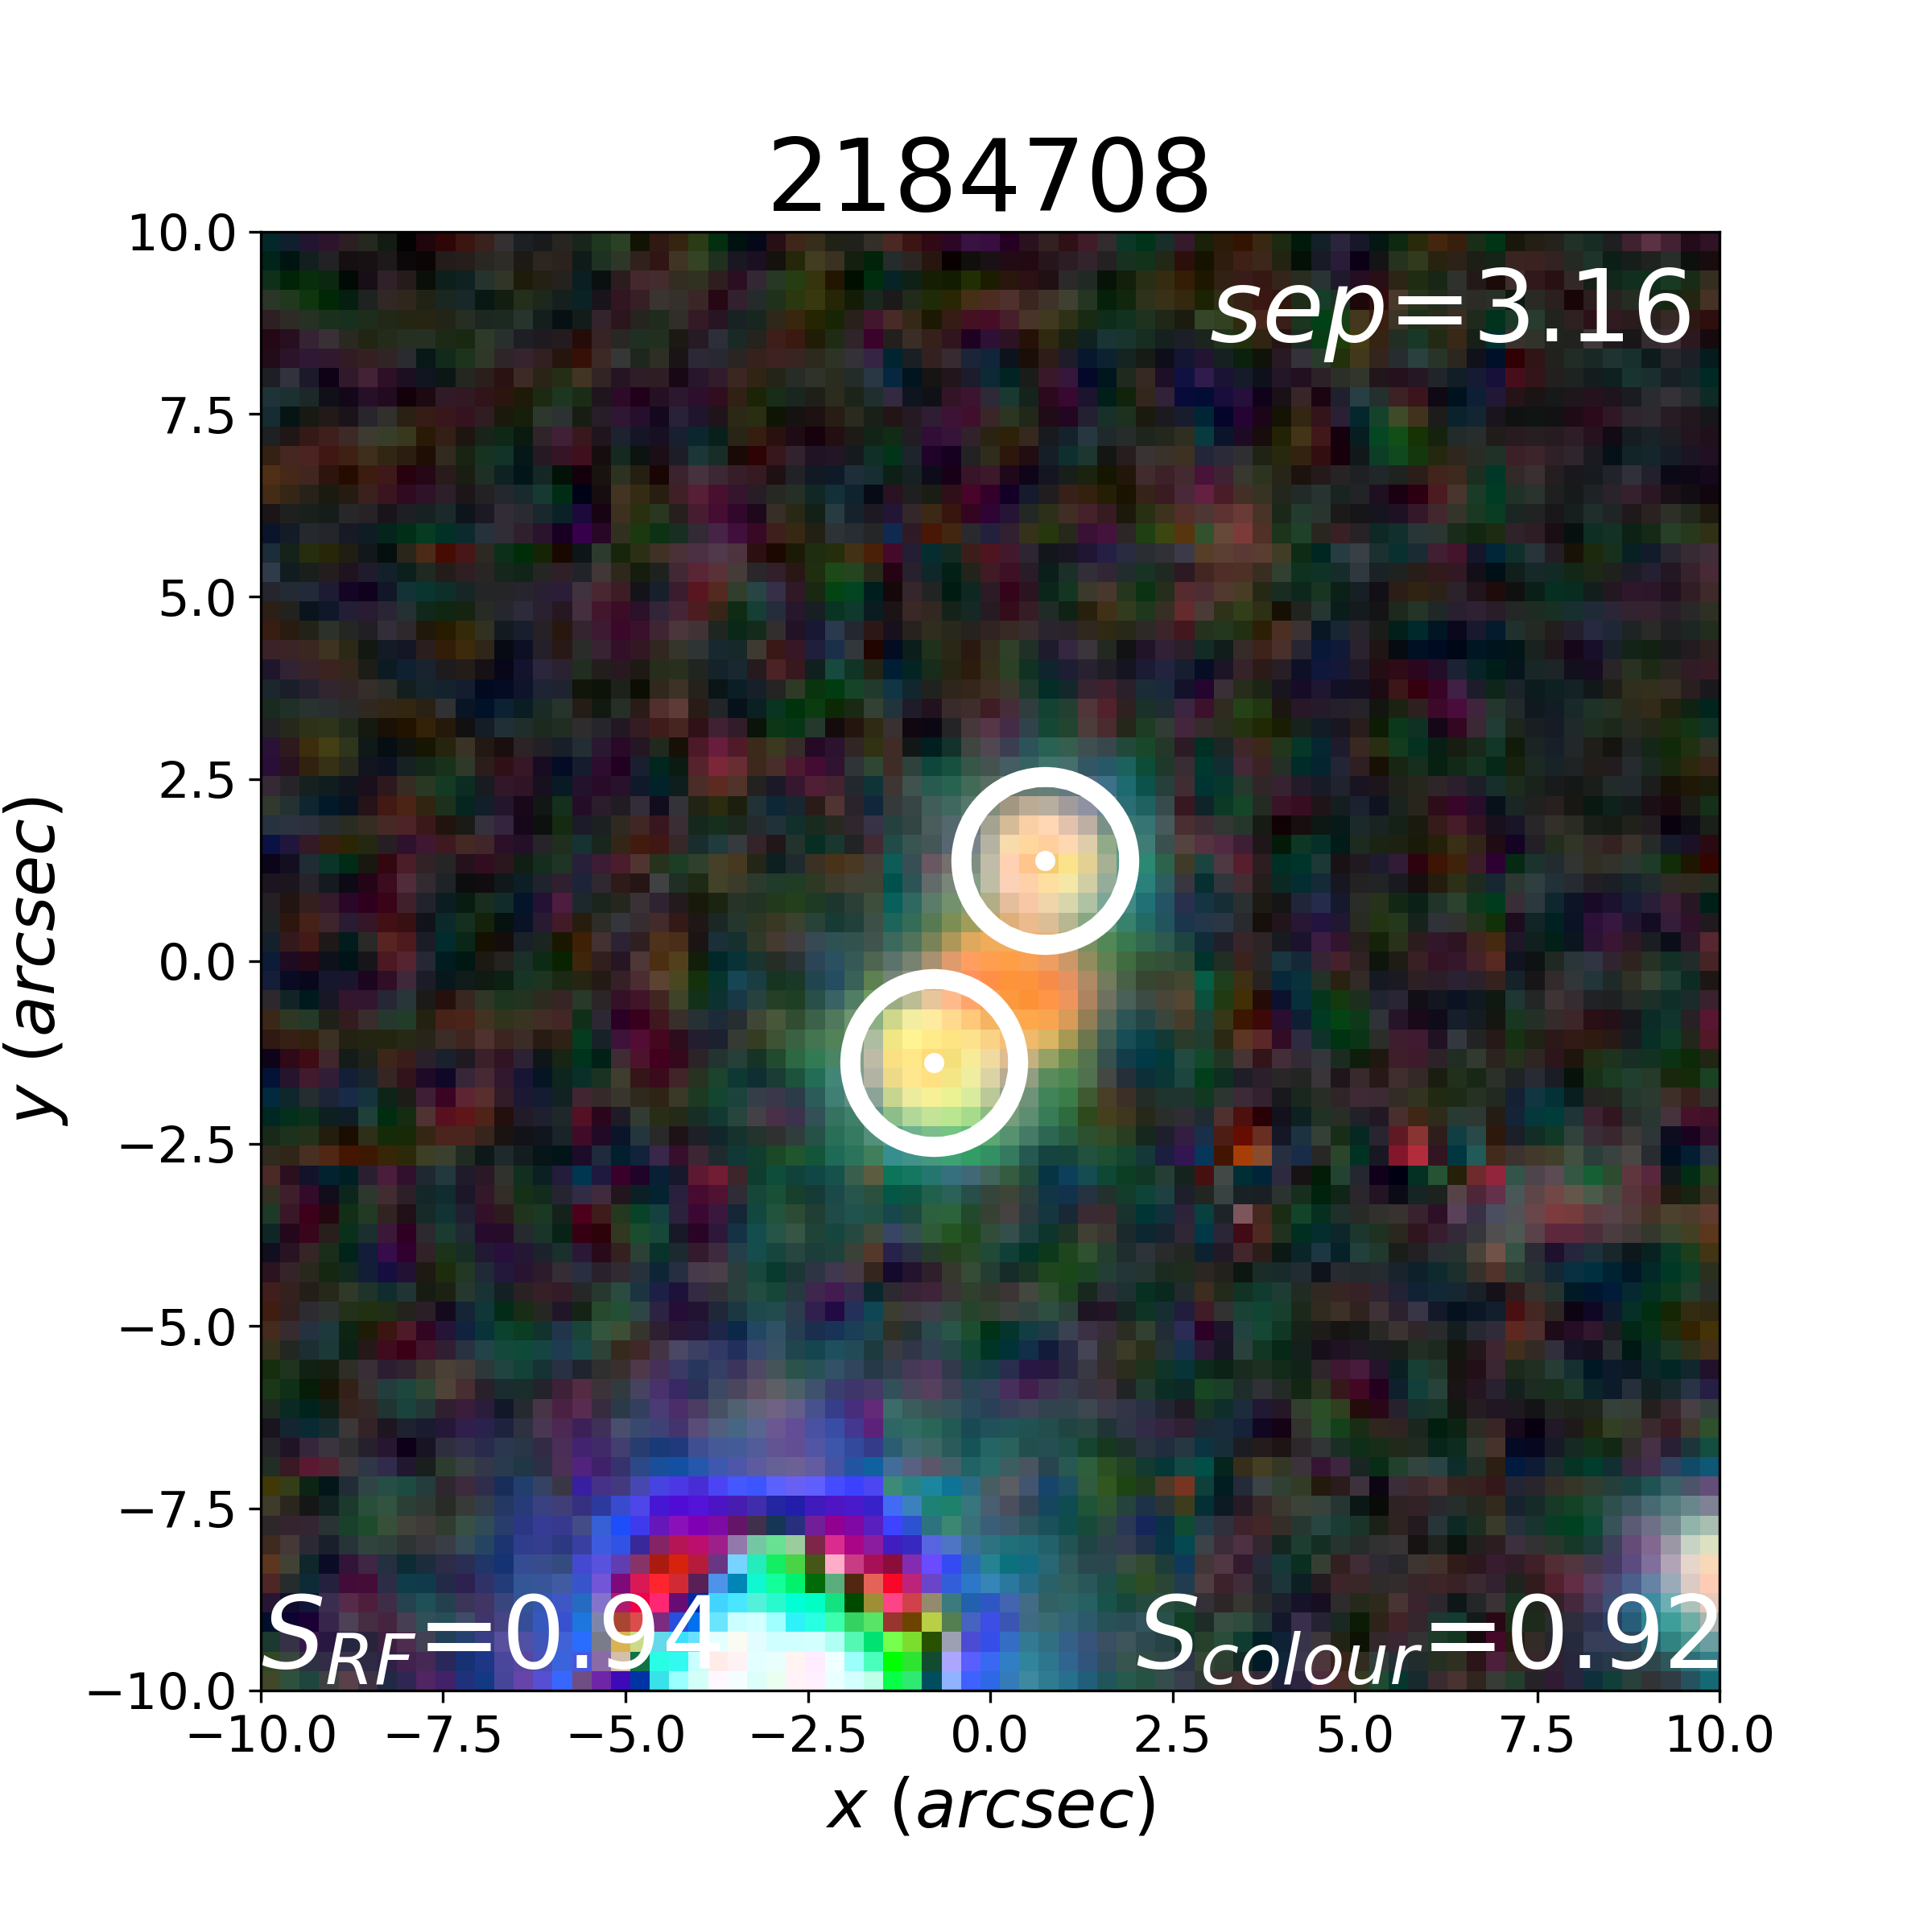 2184708
10.0
sep=3.16
7.5
5.0
2.5
0.0
−2.5
−5.0
−7.5
−10.0
y (arcsec)
S_RF=0.94
S_colour=0.92
−10.0 −7.5 −5.0 −2.5 0.0 2.5 5.0 7.5 10.0
x (arcsec)